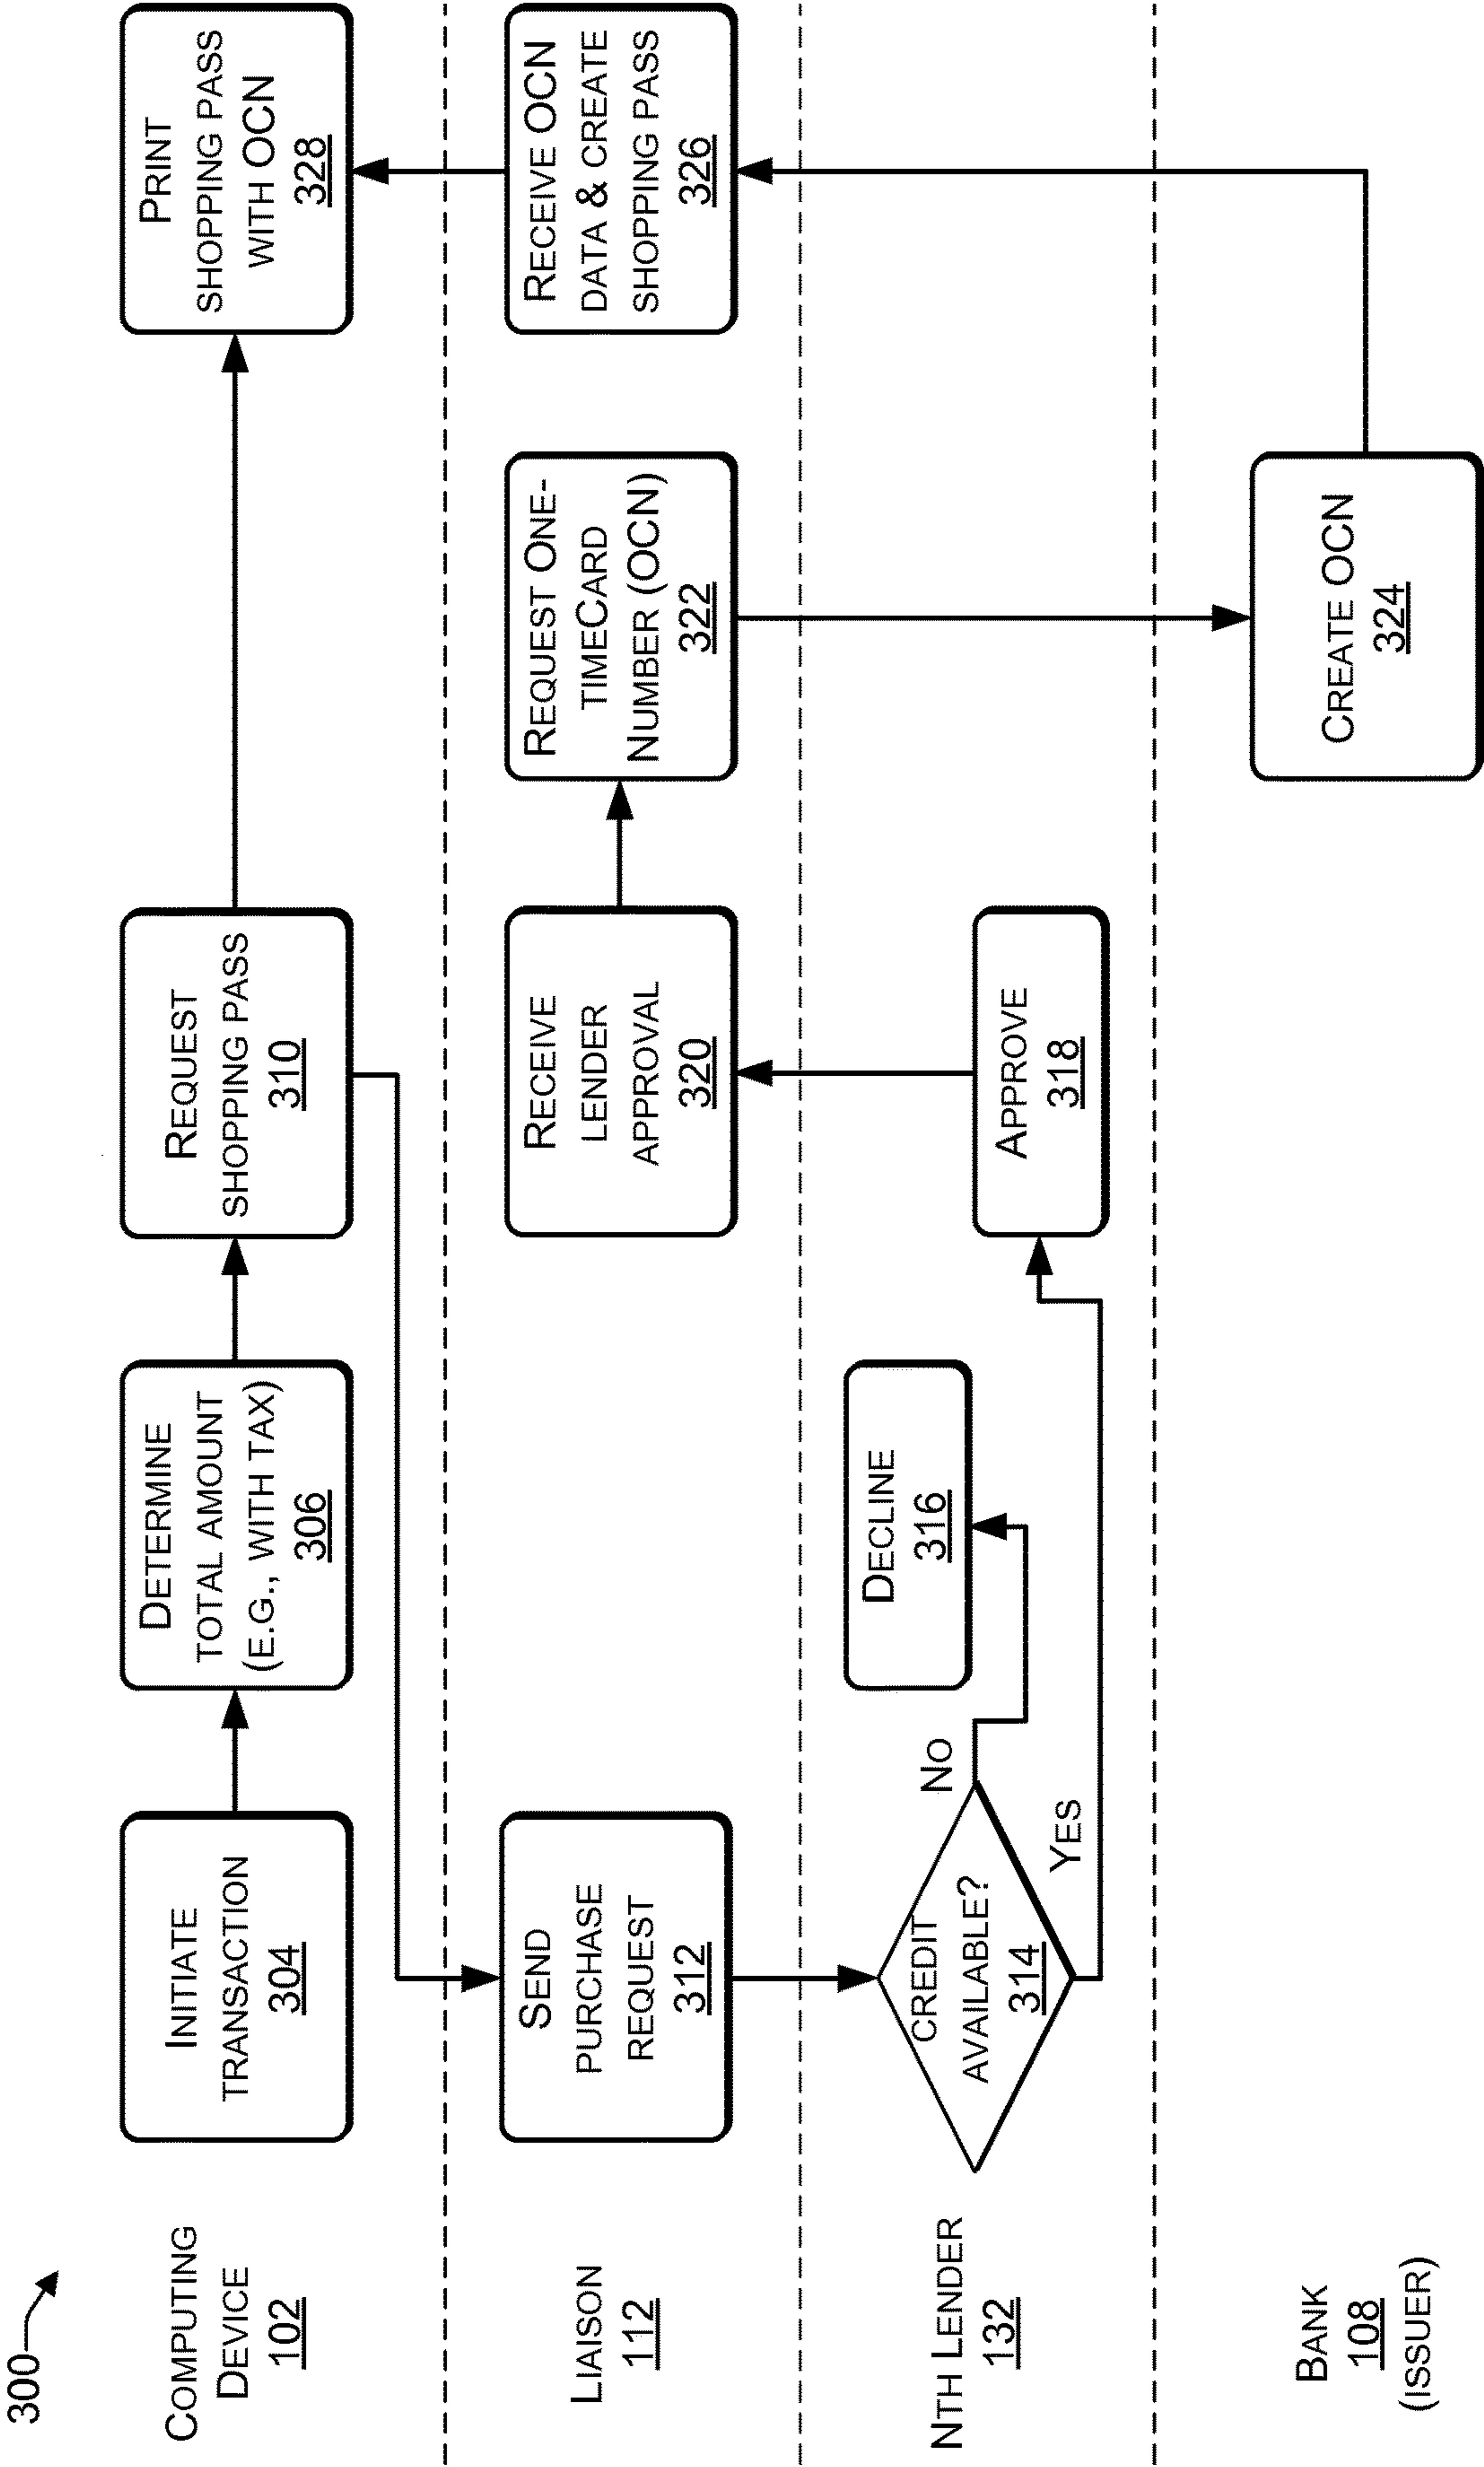 300
COMPUTING
DEVICE
102
INITIATE
TRANSACTION
304
DETERMINE
TOTAL AMOUNT
(E.G., WITH TAX)
306
REQUEST
SHOPPING PASS
310
PRINT
SHOPPING PASS
WITH OCN
328
LIAISON
112
SEND
PURCHASE
REQUEST
312
RECEIVE
LENDER
APPROVAL
320
REQUEST ONE-
TIMECARD
NUMBER (OCN)
322
RECEIVE OCN
DATA & CREATE
SHOPPING PASS
326
NTH LENDER
132
CREDIT
AVAILABLE?
314
NO
YES
DECLINE
316
APPROVE
318
BANK
108
(ISSUER)
CREATE OCN
324